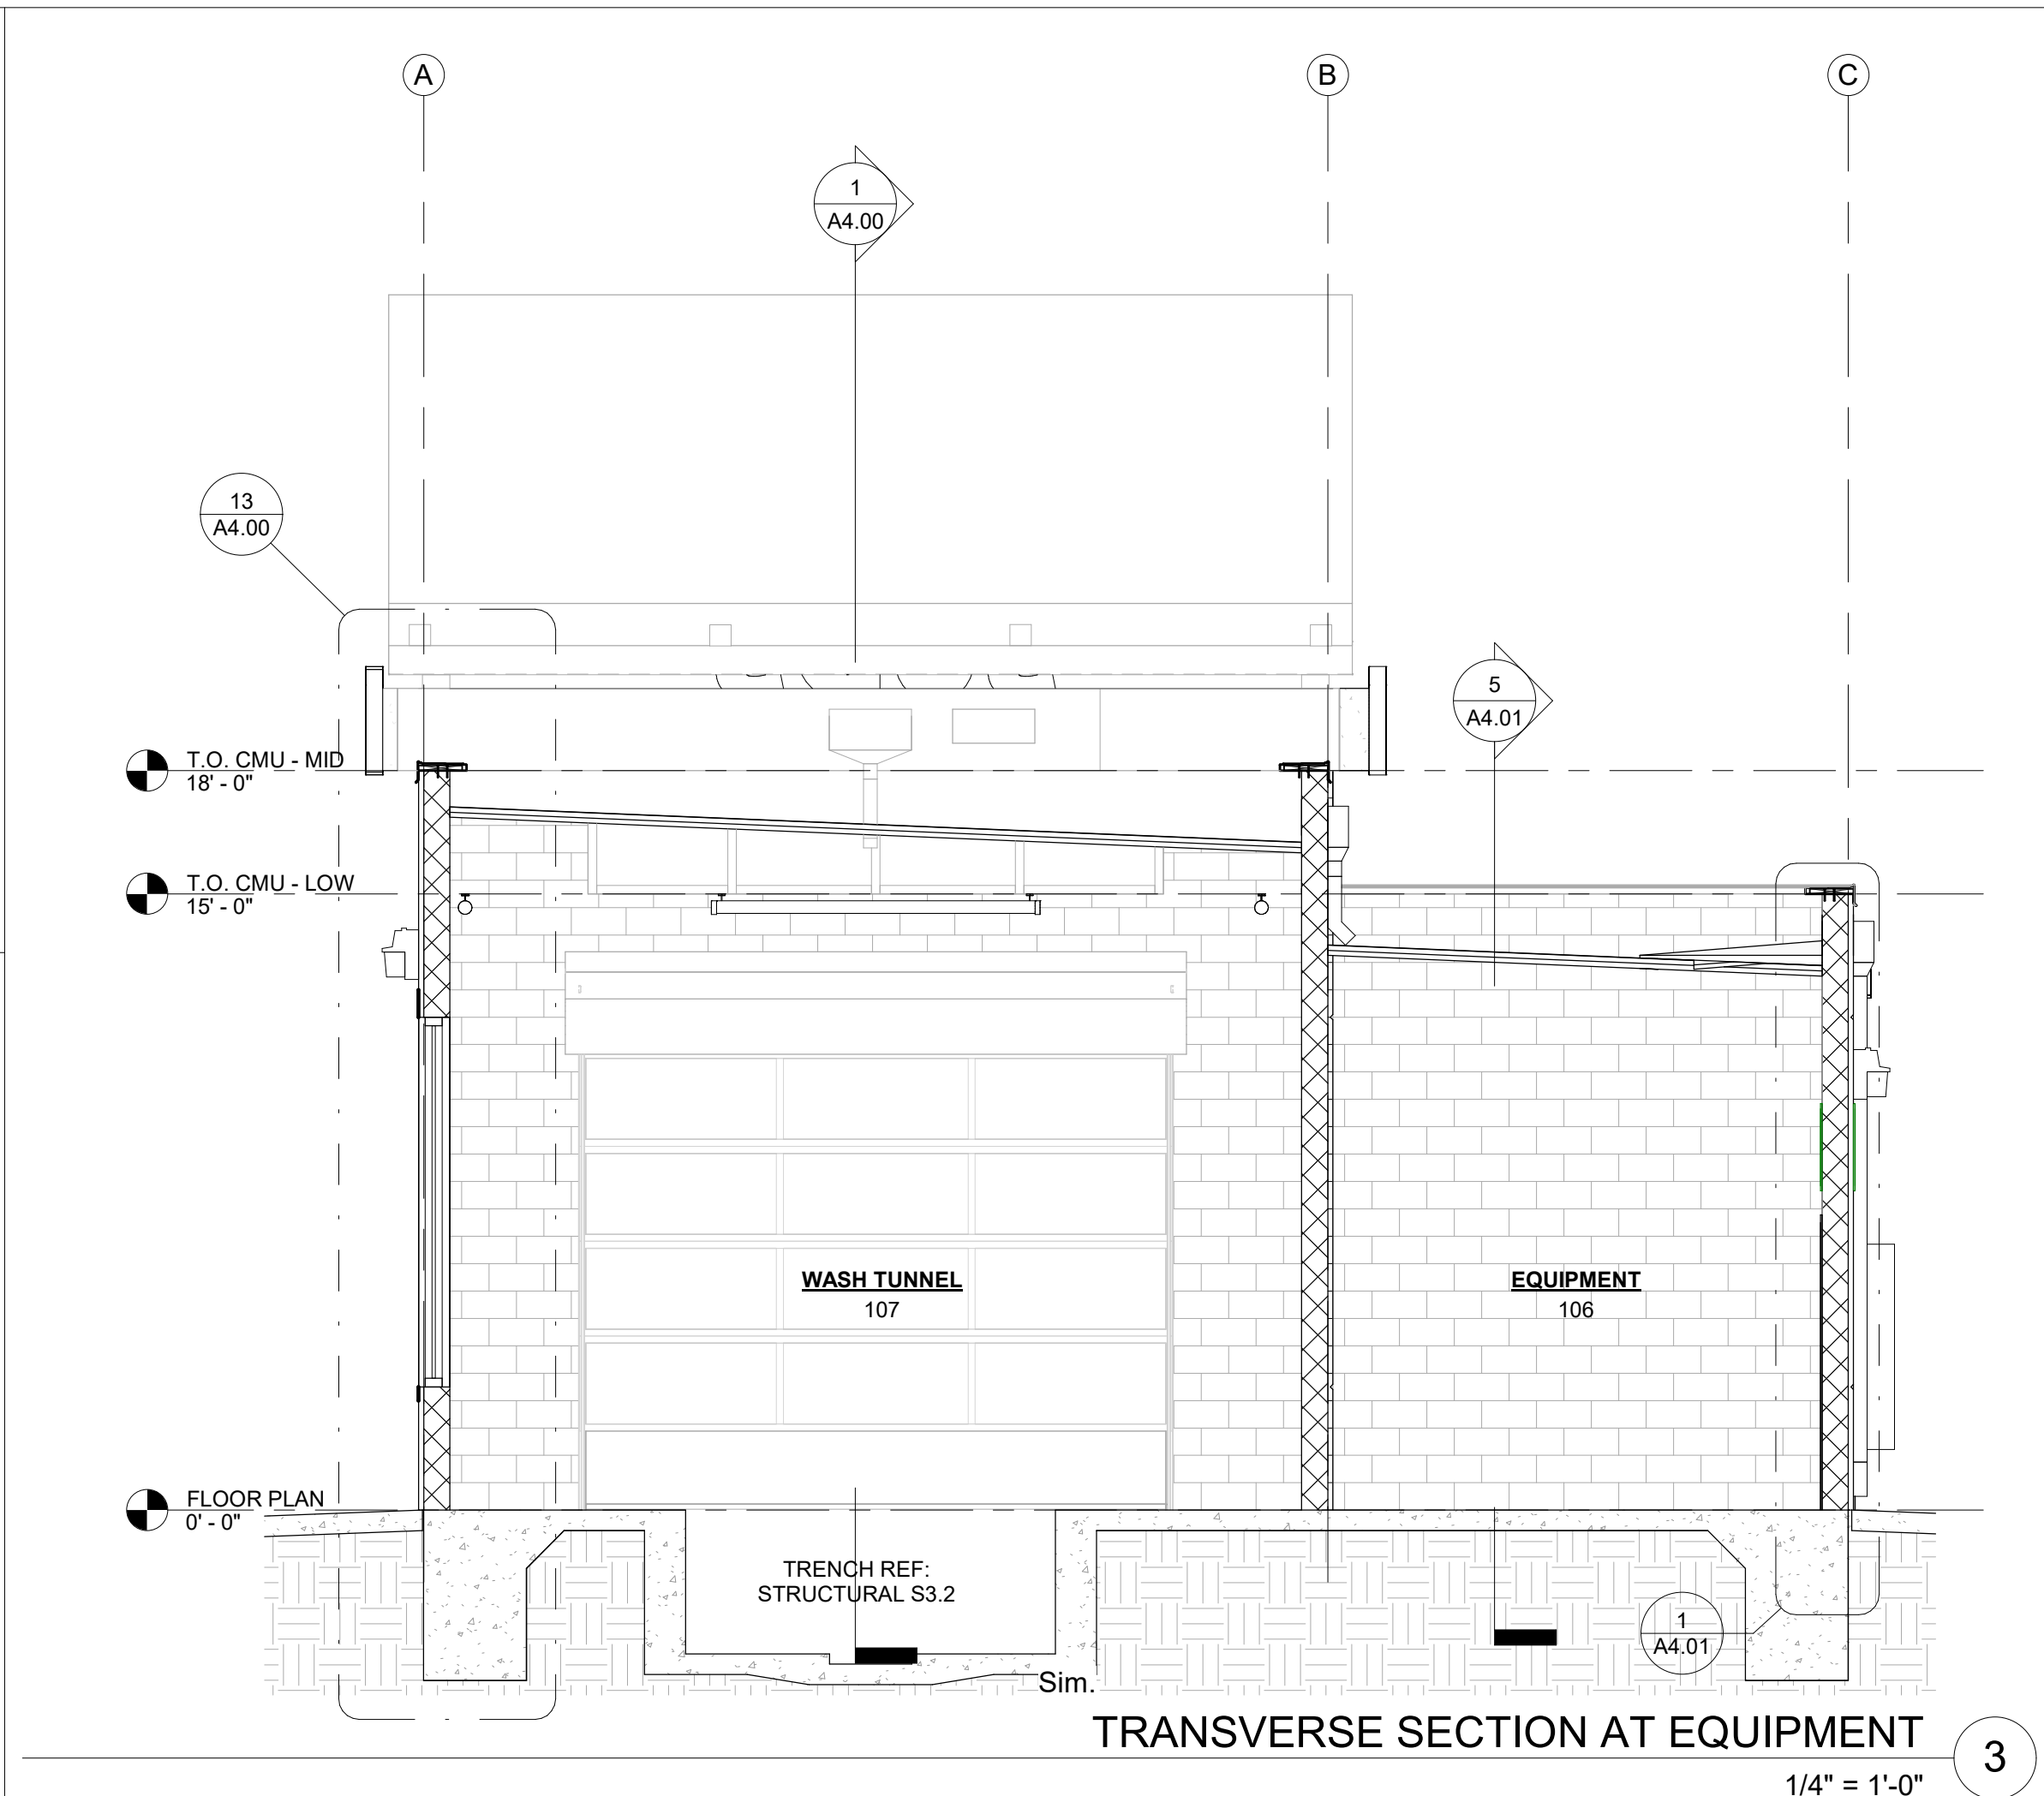 A
B
C
1
A4.00
13
A4.00
5
A4.01
T.O. CMU - MID
18' - 0"
T.O. CMU - LOW
15' - 0"
WASH TUNNEL
107
EQUIPMENT
106
FLOOR PLAN
0' - 0"
TRENCH REF:
STRUCTURAL S3.2
1
A4.01
Sim.
TRANSVERSE SECTION AT EQUIPMENT
3
1/4" = 1'-0"